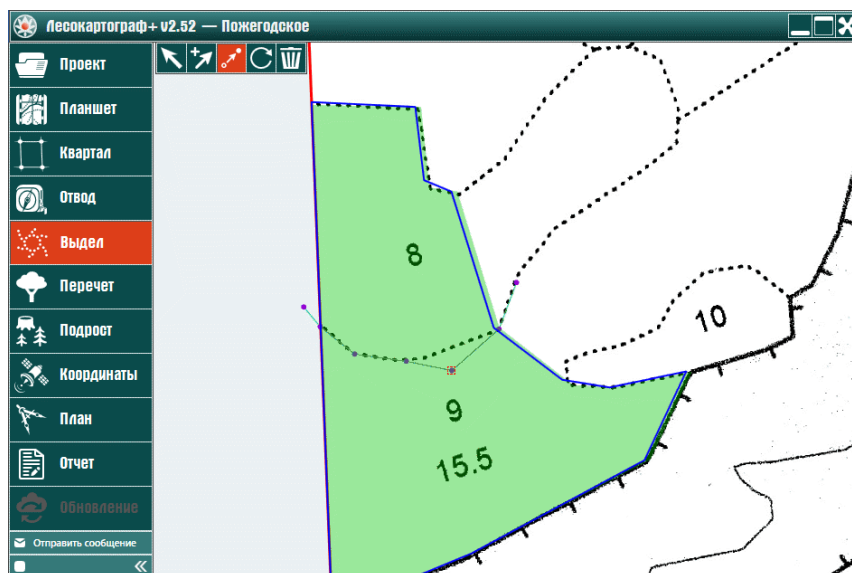 Лесокартограф+ v2.52 — Пожегодское
Проект
Планшет
Квартал
Отвод
Выдел
Перечет
Подрост
Координаты
План
Отчет
Обновление
Отправить сообщение
8
10
9
15.5